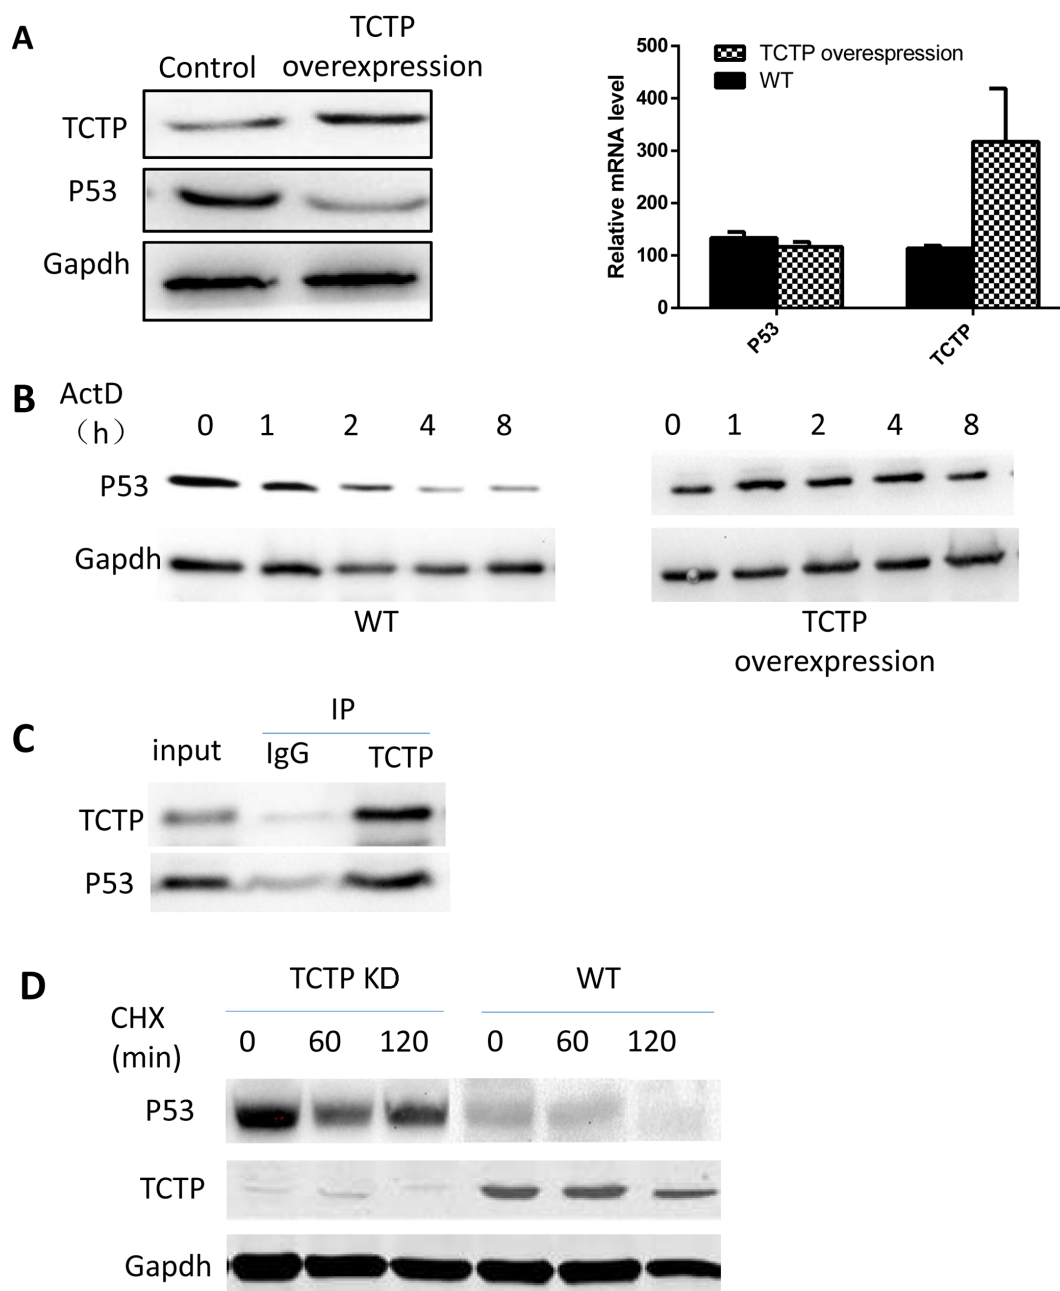 A
Control
TCTP
overexpression
TCTP
P53
Gapdh
500
400
300
200
100
0
Relative mRNA level
TCTP overespression
WT
P53
TCTP
B
ActD
（h）
0 1 2 4 8
0 1 2 4 8
P53
Gapdh
WT
TCTP
overexpression
C
IP
input
IgG
TCTP
TCTP
P53
D
TCTP KD
WT
CHX
(min)
0 60 120
0 60 120
P53
TCTP
Gapdh